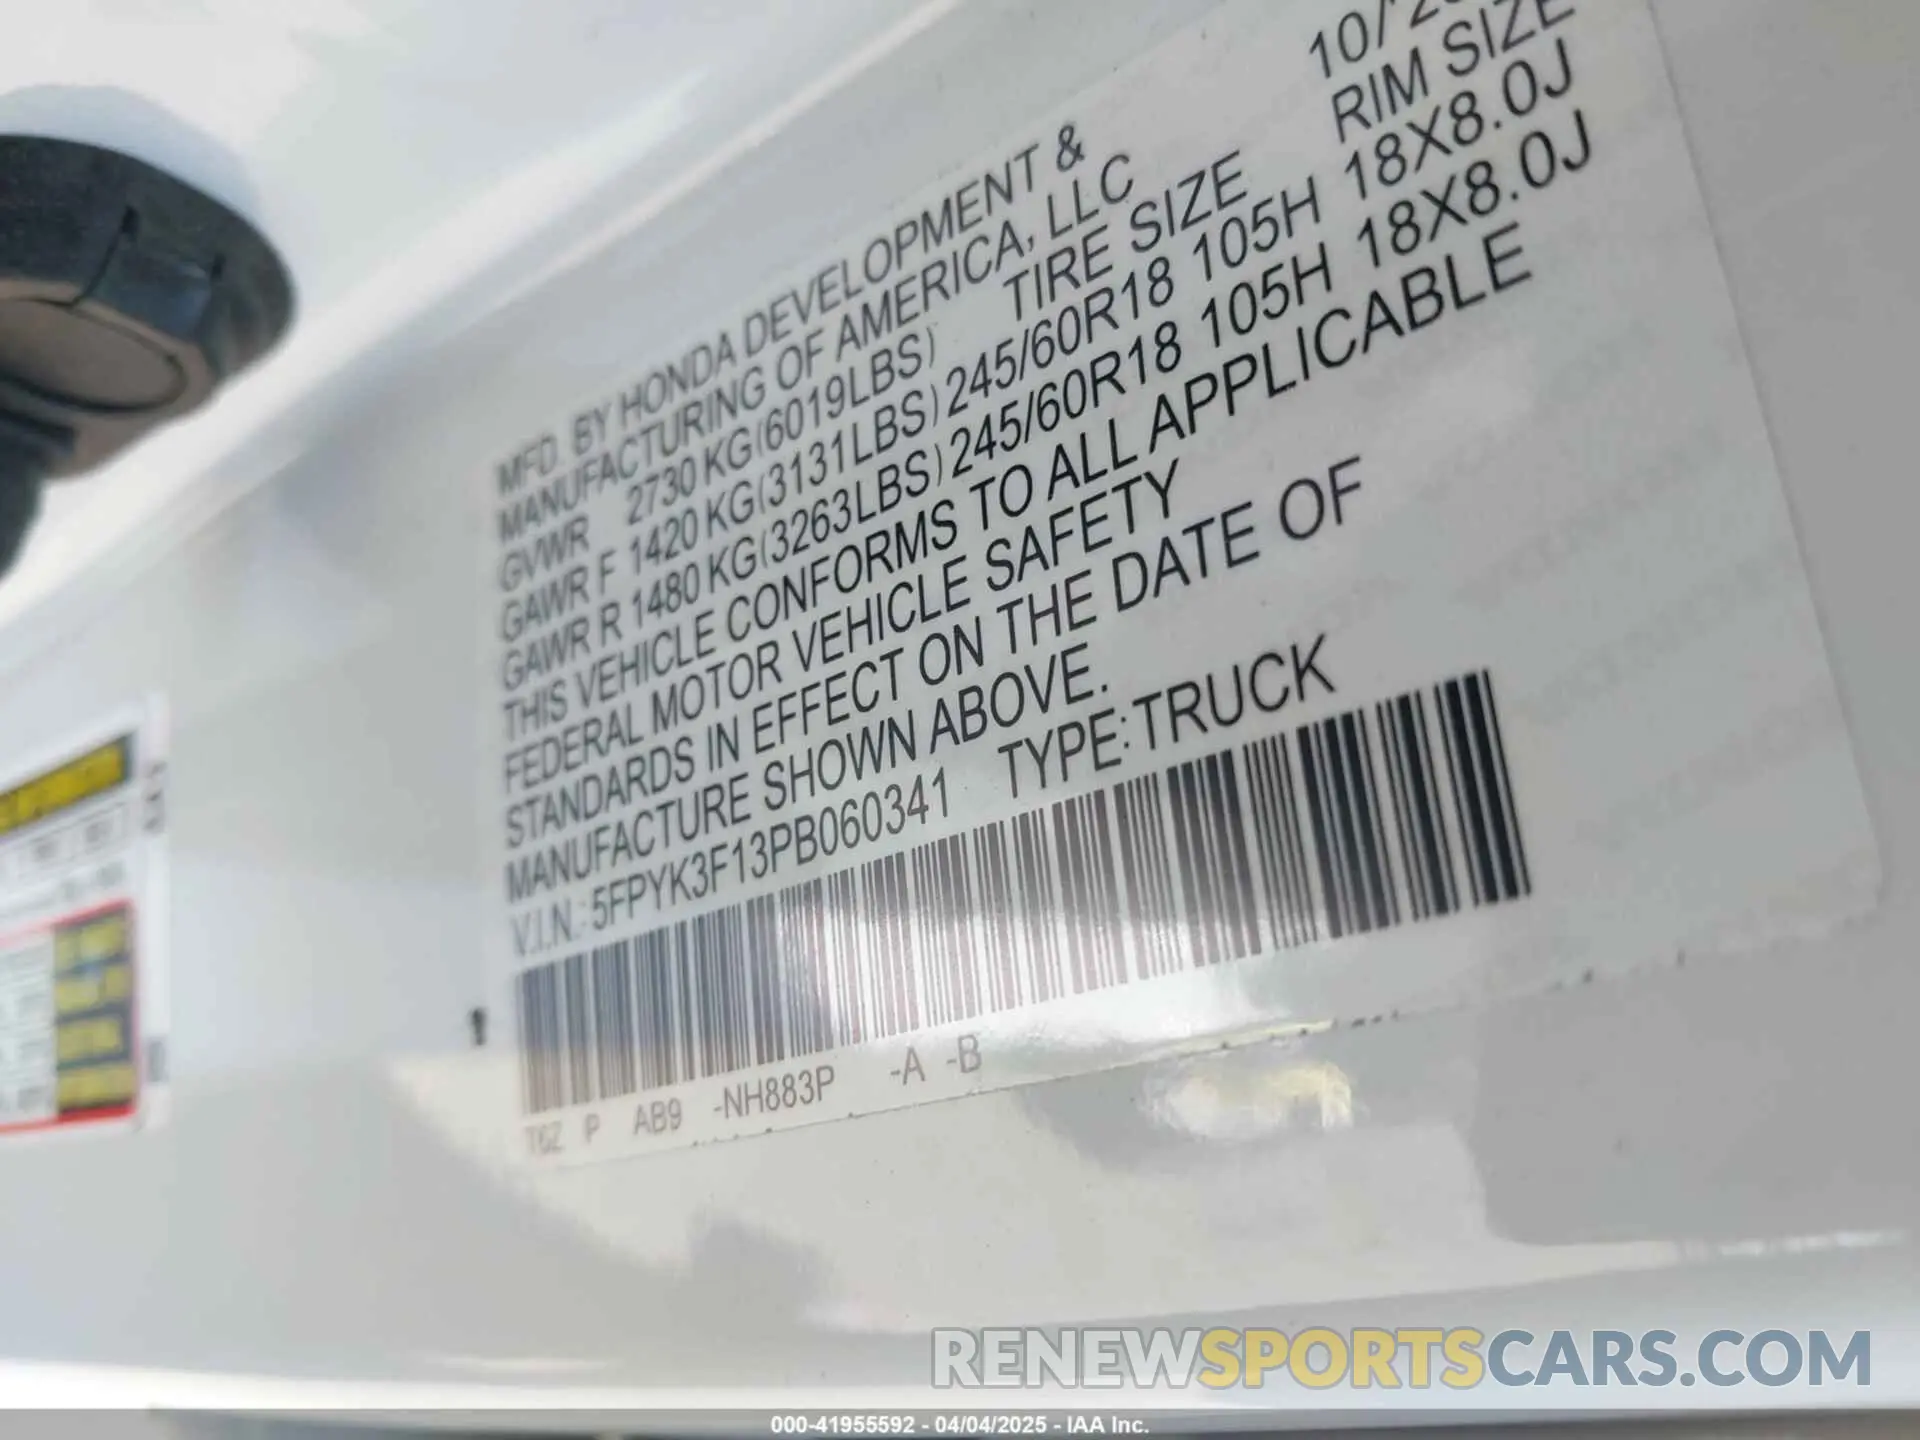 10/
RIM SIZE
MFD. BY HONDA DEVELOPMENT &
MANUFACTURING OF AMERICA, LLC
GVWR 2730 KG(6019LBS) TIRE SIZE
GAWR F 1420 KG(3131LBS) 245/60R18 105H 18X8.0J
GAWR R 1480 KG(3263LBS) 245/60R18 105H 18X8.0J
THIS VEHICLE CONFORMS TO ALL APPLICABLE
FEDERAL MOTOR VEHICLE SAFETY
STANDARDS IN EFFECT ON THE DATE OF
MANUFACTURE SHOWN ABOVE.
V.I.N.: 5FPYK3F13PB060341 TYPE: TRUCK
T6Z P AB9 -NH883P -A -B
RENEWSPORTSCARS.COM
000-41955592 - 04/04/2025 - IAA Inc.